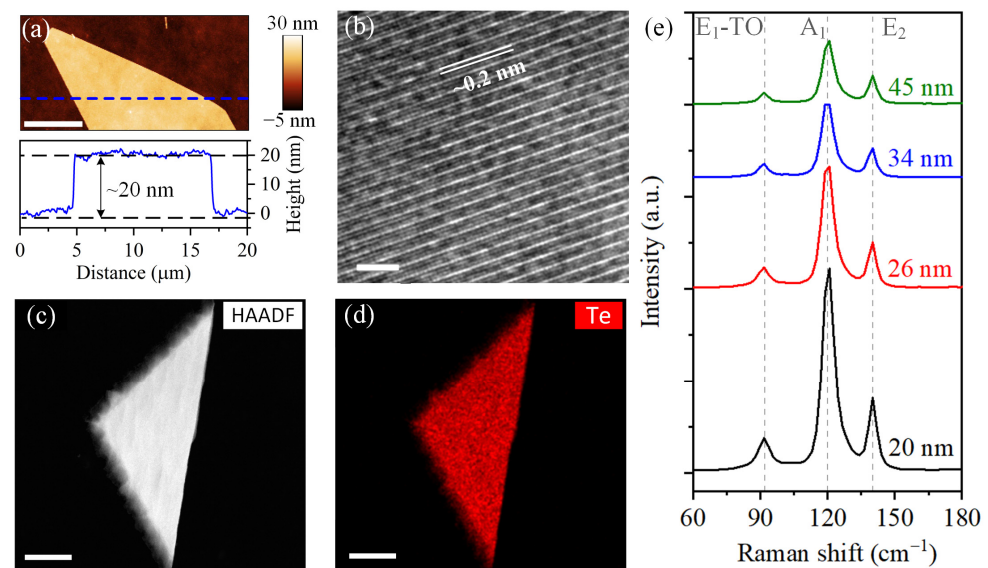 (a)
30 nm
−5 nm
20
10
0
Height (nm)
~20 nm
0 5 10 15 20
Distance (μm)
(b)
~0.2 nm
(c)
HAADF
(d)
Te
(e)
E₁-TO A₁ E₂
45 nm
34 nm
26 nm
20 nm
Intensity (a.u.)
60 90 120 150 180
Raman shift (cm⁻¹)